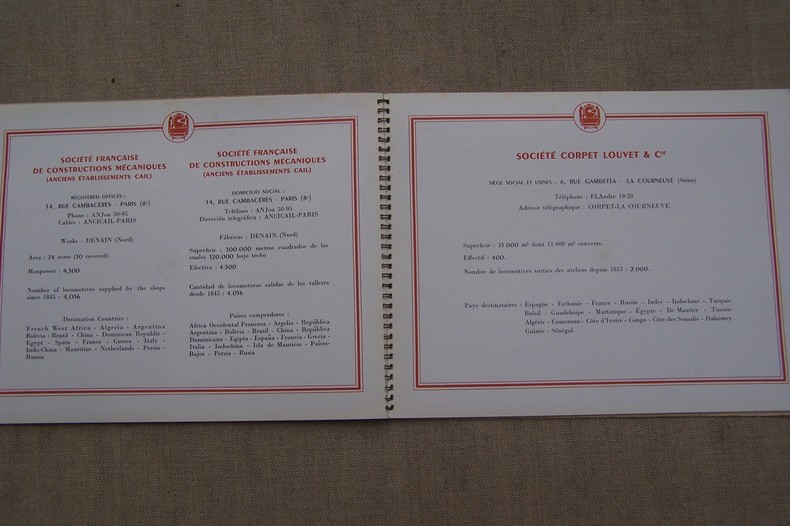 SOCIÉTÉ FRANÇAISE
DE CONSTRUCTIONS MÉCANIQUES
(ANCIENS ÉTABLISSEMENTS CAIL)
REGISTERED OFFICES :
14, RUE CAMBACÉRÈS - PARIS (8e)
Phone : ANJou 50-95
Cables : ANCICAIL-PARIS
Works : DENAIN (Nord)
Area : 74 acres (30 covered)
Manpower : 4,500
Number of locomotives supplied by the shops
since 1845 : 4,056
Destination Countries :
French West Africa - Algeria - Argentina
Bolivia - Brazil - China - Dominican Republic -
Egypt - Spain - France - Greece - Italy -
Indo-China - Mauritius - Netherlands - Persia -
Russia
SOCIÉTÉ FRANÇAISE
DE CONSTRUCTIONS MÉCANIQUES
(ANCIENS ÉTABLISSEMENTS CAIL)
DOMICILIO SOCIAL :
14, RUE CAMBACÉRÈS - PARIS (8e)
Teléfono : ANJou 50-95
Dirección telegráfica : ANCICAIL-PARIS
Fábricas : DENAIN (Nord)
Superficie : 300.000 metros cuadrados de los
cuales 120.000 bajo techo
Efectivo : 4.500
Cantidad de locomotoras salidas de los talleres
desde 1845 : 4.056
Países compradores :
Africa Occidental Francesa - Argelia - República
Argentina - Bolivia - Brasil - China - República
Dominicana - Egipto - España - Francia - Grecia -
Italia - Indochina - Isla de Mauricio - Países-
Bajos - Persia - Rusia
SOCIÉTÉ CORPET LOUVET & Cie
SIÈGE SOCIAL ET USINES : 6, RUE GAMBETTA - LA COURNEUVE (Seine)
Téléphone : FLAndre 19-20
Adresse télégraphique : CORPET-LA COURNEUVE
Superficie : 33 000 m² dont 11 000 m² couverts.
Effectif : 400.
Nombre de locomotives sorties des ateliers depuis 1853 : 2 000.
Pays destinataires : Espagne - Esthonie - France - Russie - Indes - Indochine - Turquie
Brésil - Guadeloupe - Martinique - Égypte - Ile Maurice - Tunisie
Algérie - Cameroun - Côte d'Ivoire - Congo - Côte des Somalis - Dahomey
Guinée - Sénégal.